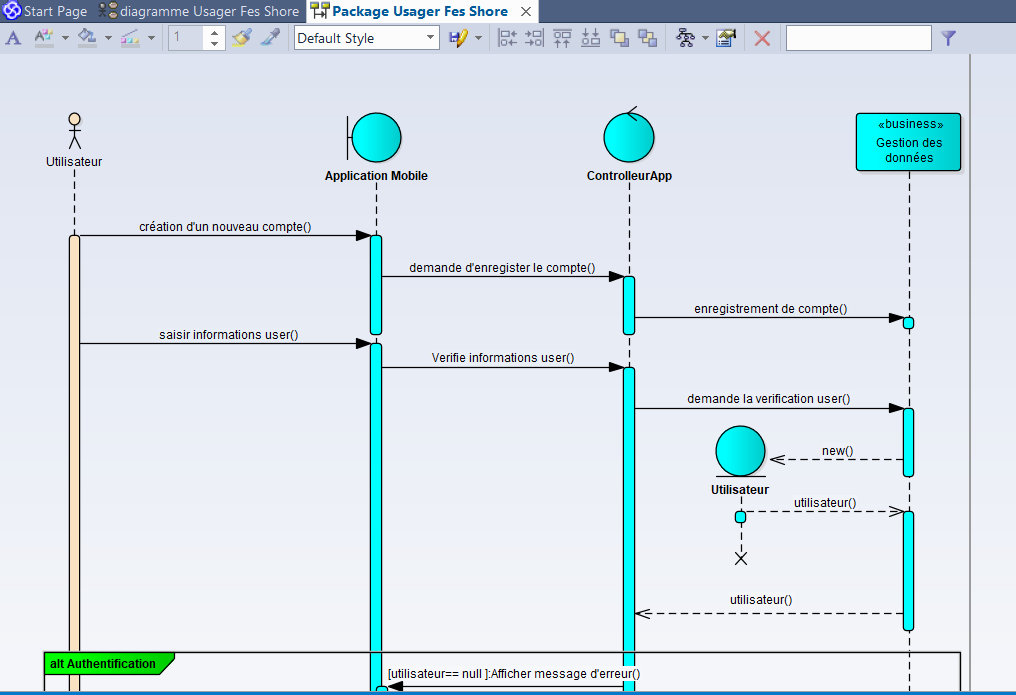 Start Page diagramme Usager Fes Shore Package Usager Fes Shore
1 Default Style
Utilisateur
Application Mobile
ControlleurApp
«business»
Gestion des
données
création d'un nouveau compte()
demande d'enregister le compte()
enregistrement de compte()
saisir informations user()
Verifie informations user()
demande la verification user()
new()
Utilisateur
utilisateur()
utilisateur()
alt Authentification
[utilisateur== null ]:Afficher message d'erreur()